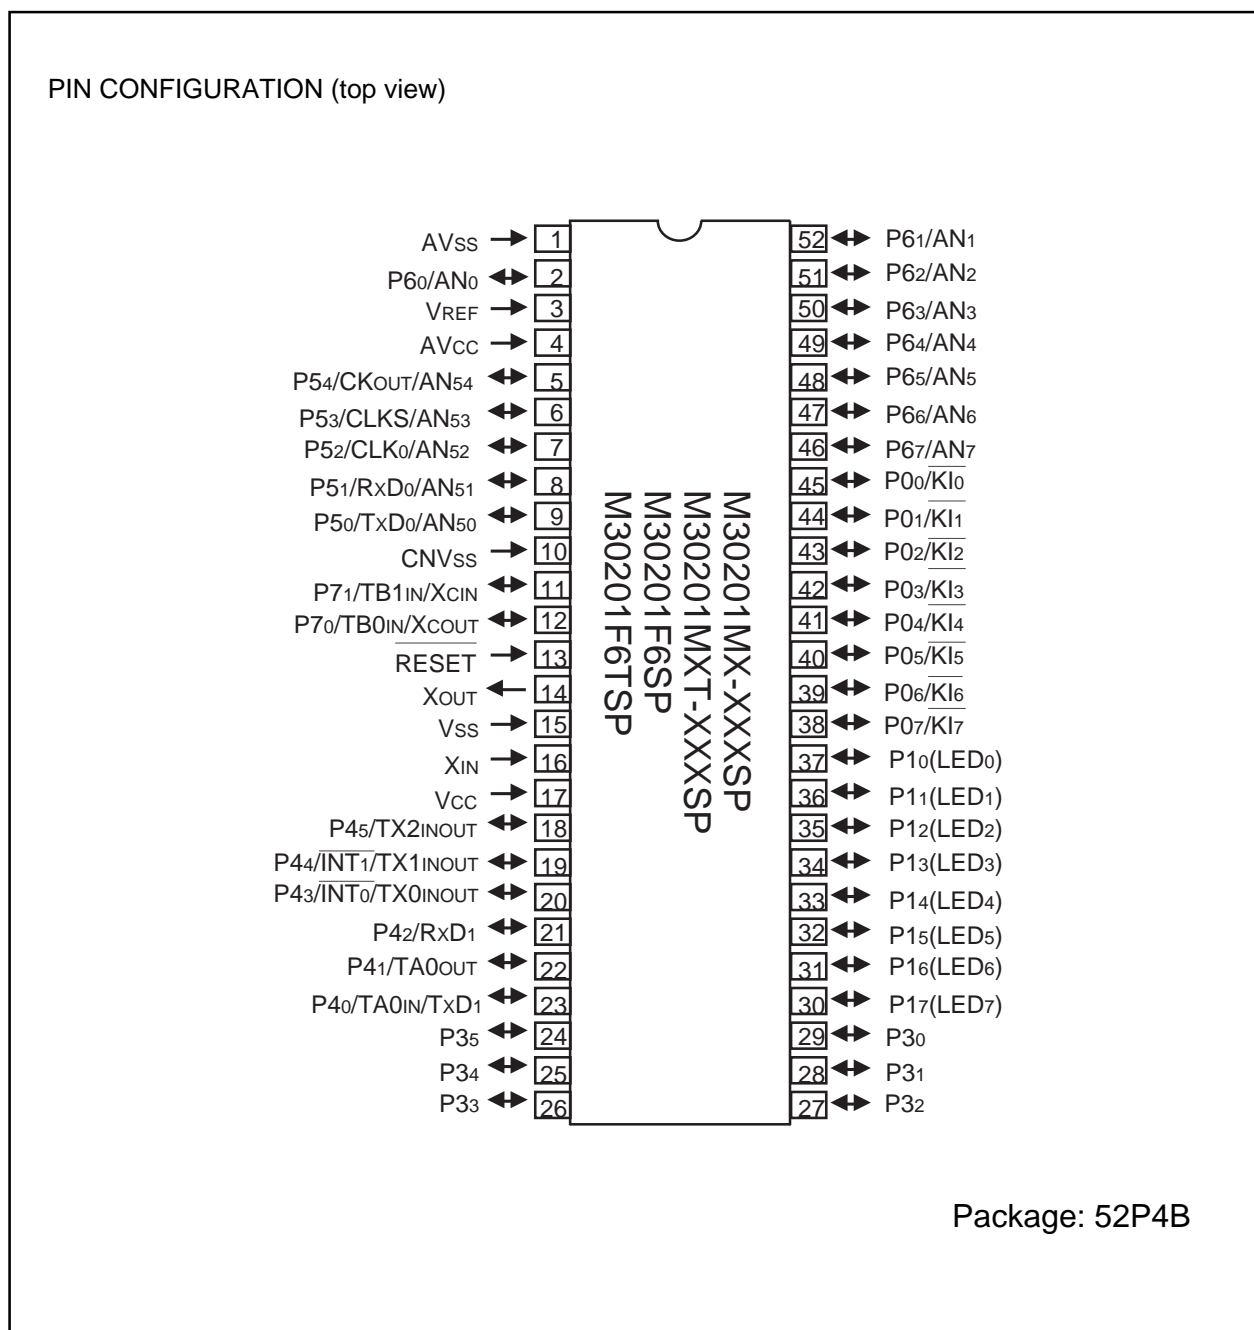 PIN CONFIGURATION (top view)
AVSS 1 52 P61/AN1
P60/AN0 2 51 P62/AN2
VREF 3 50 P63/AN3
AVCC 4 49 P64/AN4
P54/CKOUT/AN54 5 48 P65/AN5
P53/CLKS/AN53 6 47 P66/AN6
P52/CLK0/AN52 7 46 P67/AN7
P51/RXD0/AN51 8 45 P00/KI0
P50/TXD0/AN50 9 44 P01/KI1
CNVSS 10 43 P02/KI2
P71/TB1IN/XCIN 11 42 P03/KI3
P70/TB0IN/XCOUT 12 41 P04/KI4
RESET 13 40 P05/KI5
XOUT 14 39 P06/KI6
VSS 15 38 P07/KI7
XIN 16 37 P10(LED0)
VCC 17 36 P11(LED1)
P45/TX2INOUT 18 35 P12(LED2)
P44/INT1/TX1INOUT 19 34 P13(LED3)
P43/INT0/TX0INOUT 20 33 P14(LED4)
P42/RXD1 21 32 P15(LED5)
P41/TA0OUT 22 31 P16(LED6)
P40/TA0IN/TXD1 23 30 P17(LED7)
P35 24 29 P30
P34 25 28 P31
P33 26 27 P32
M30201MX-XXXSP
M30201MXT-XXXSP
M30201F6SP
M30201F6TSP
Package: 52P4B